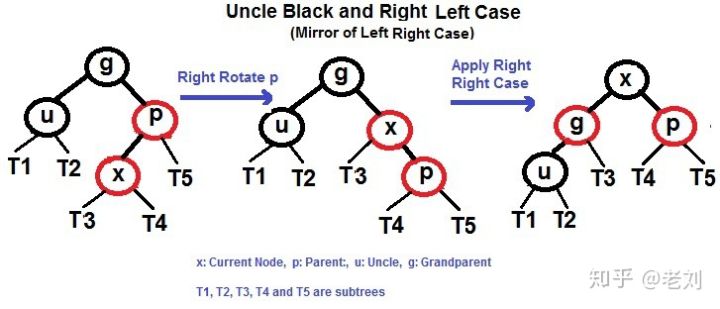 Uncle Black and Right Left Case
(Mirror of Left Right Case)
g
u
p
x
T1
T2
T3
T4
T5
Right Rotate p
g
u
x
p
T1
T2
T3
T4
T5
Apply Right
Right Case
x
g
p
u
T3
T4
T5
T1
T2
x: Current Node, p: Parent:, u: Uncle, g: Grandparent
T1, T2, T3, T4 and T5 are subtrees
知乎 @老刘